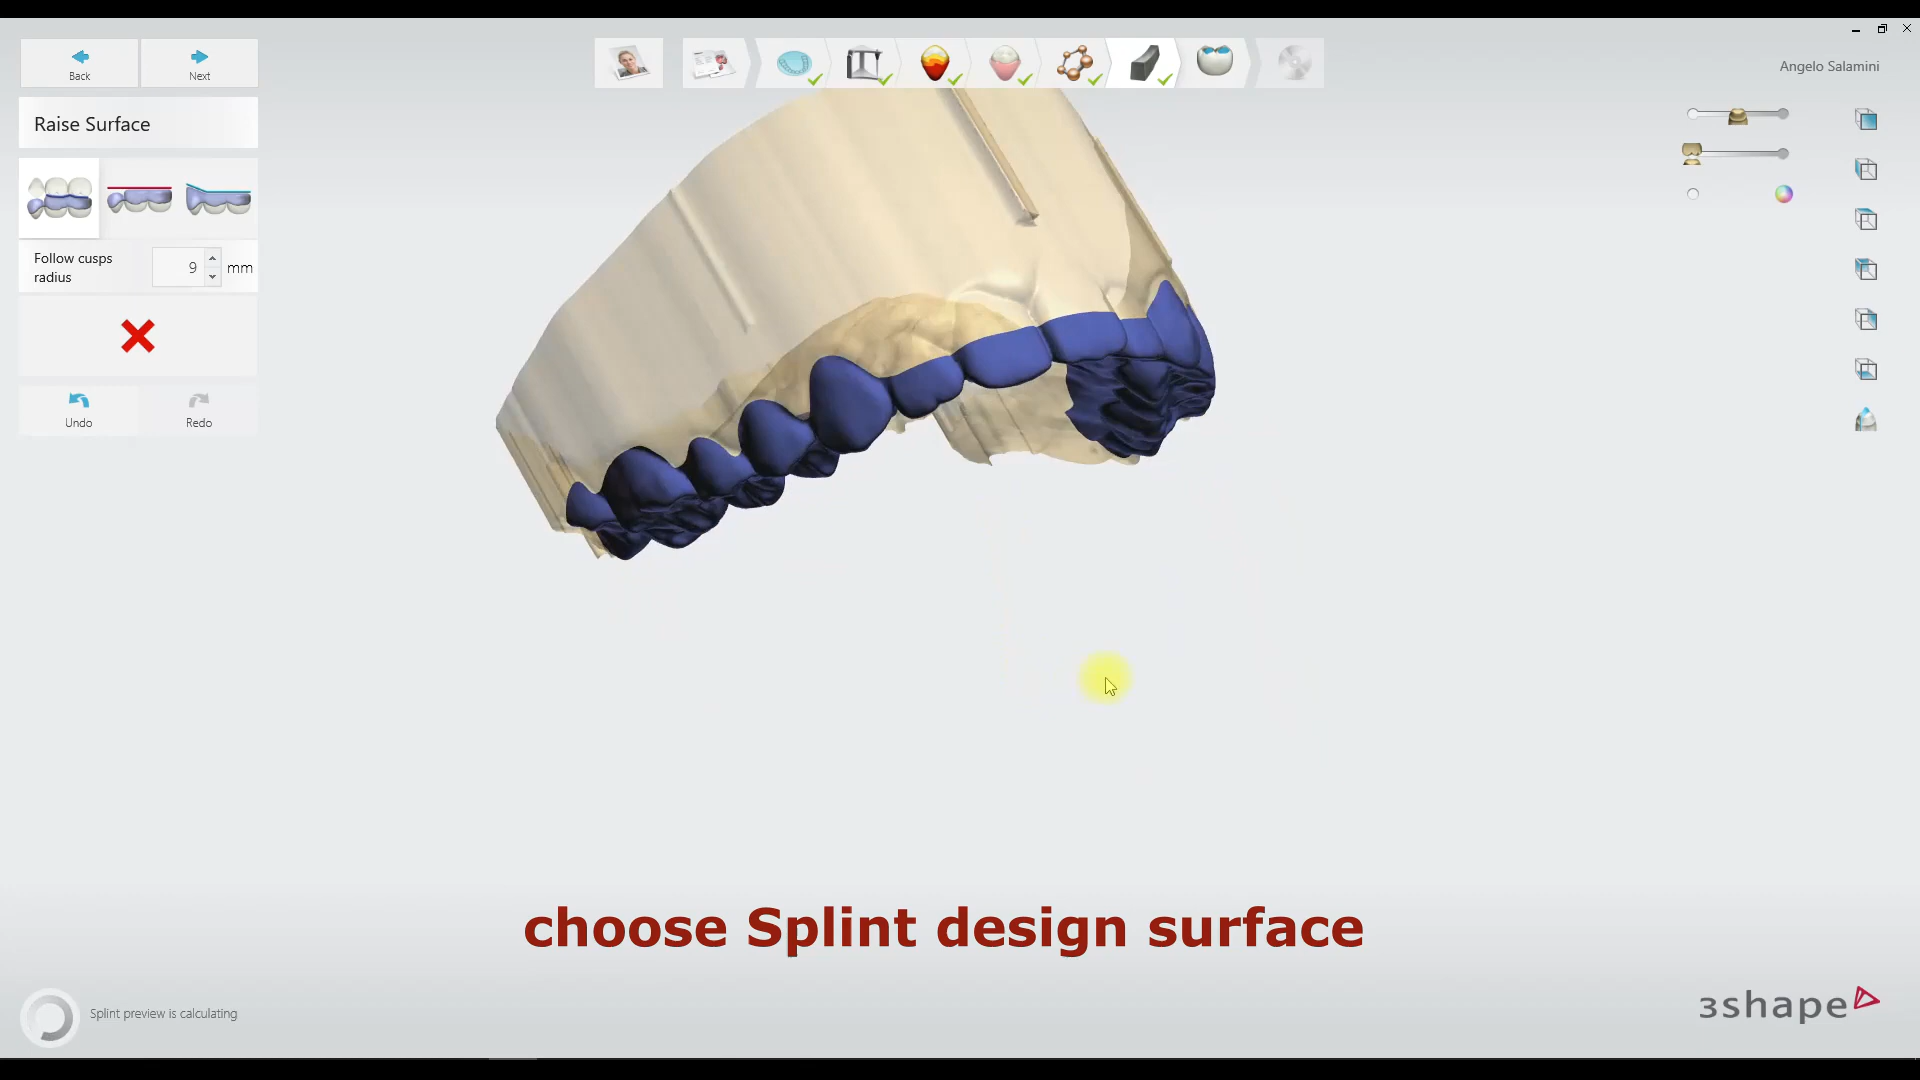 Back
Next
Angelo Salamini
Raise Surface
Follow cusps
radius
9
mm
Undo
Redo
choose Splint design surface
Splint preview is calculating
3shape